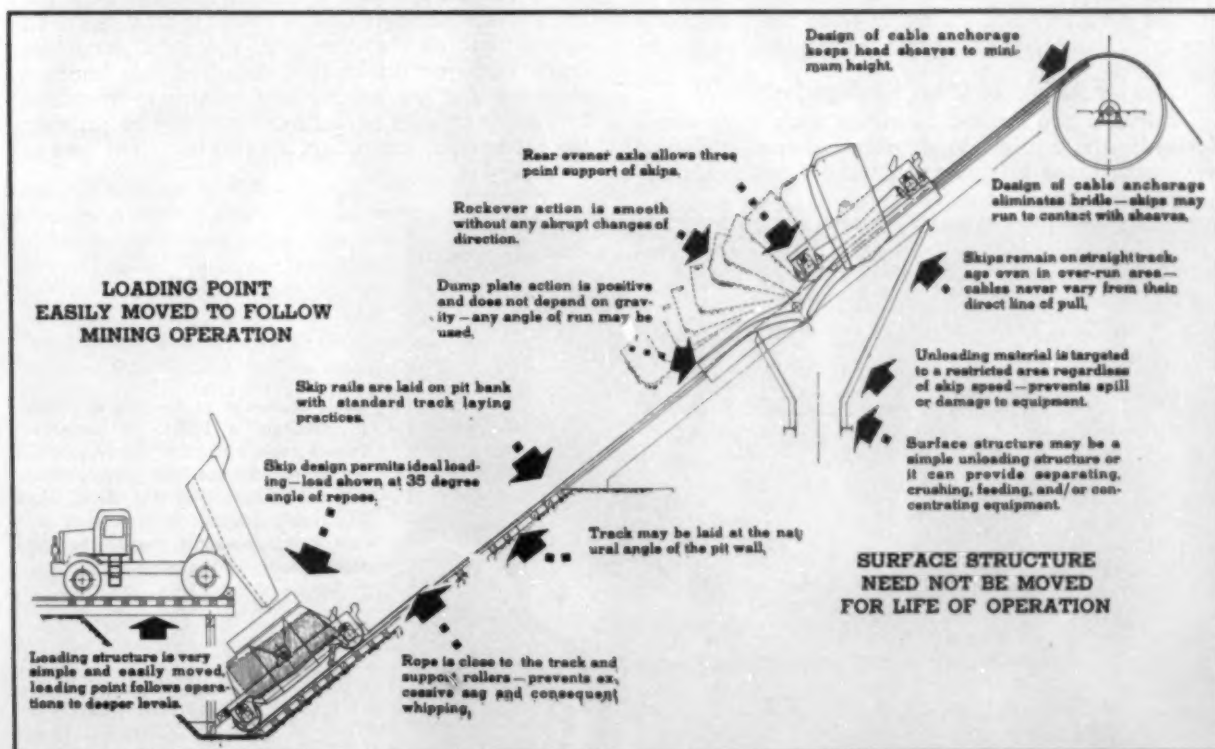 Design of cable anchorage
keeps head sheaves to mini-
mum height.
Rear evener axle allows three
point support of skips.
Rockover action is smooth
without any abrupt changes of
direction.
Design of cable anchorage
eliminates bridle—skips may
run to contact with sheaves.
LOADING POINT
EASILY MOVED TO FOLLOW
MINING OPERATION
Dump plate action is positive
and does not depend on grav-
ity—any angle of run may be
used.
Skips remain on straight track-
age even in over-run area—
cables never vary from their
direct line of pull.
Skip rails are laid on pit bank
with standard track laying
practices.
Unloading material is targeted
to a restricted area regardless
of skip speed—prevents spill
or damage to equipment.
Skip design permits ideal load-
ing—load shown at 35 degree
angle of repose.
Surface structure may be a
simple unloading structure or
it can provide separating,
crushing, feeding, and/or con-
centrating equipment.
Track may be laid at the nat-
ural angle of the pit wall.
SURFACE STRUCTURE
NEED NOT BE MOVED
FOR LIFE OF OPERATION
Loading structure is very
simple and easily moved,
loading point follows opera-
tions to deeper levels.
Rope is close to the track and
support rollers—prevents ex-
cessive sag and consequent
whipping.